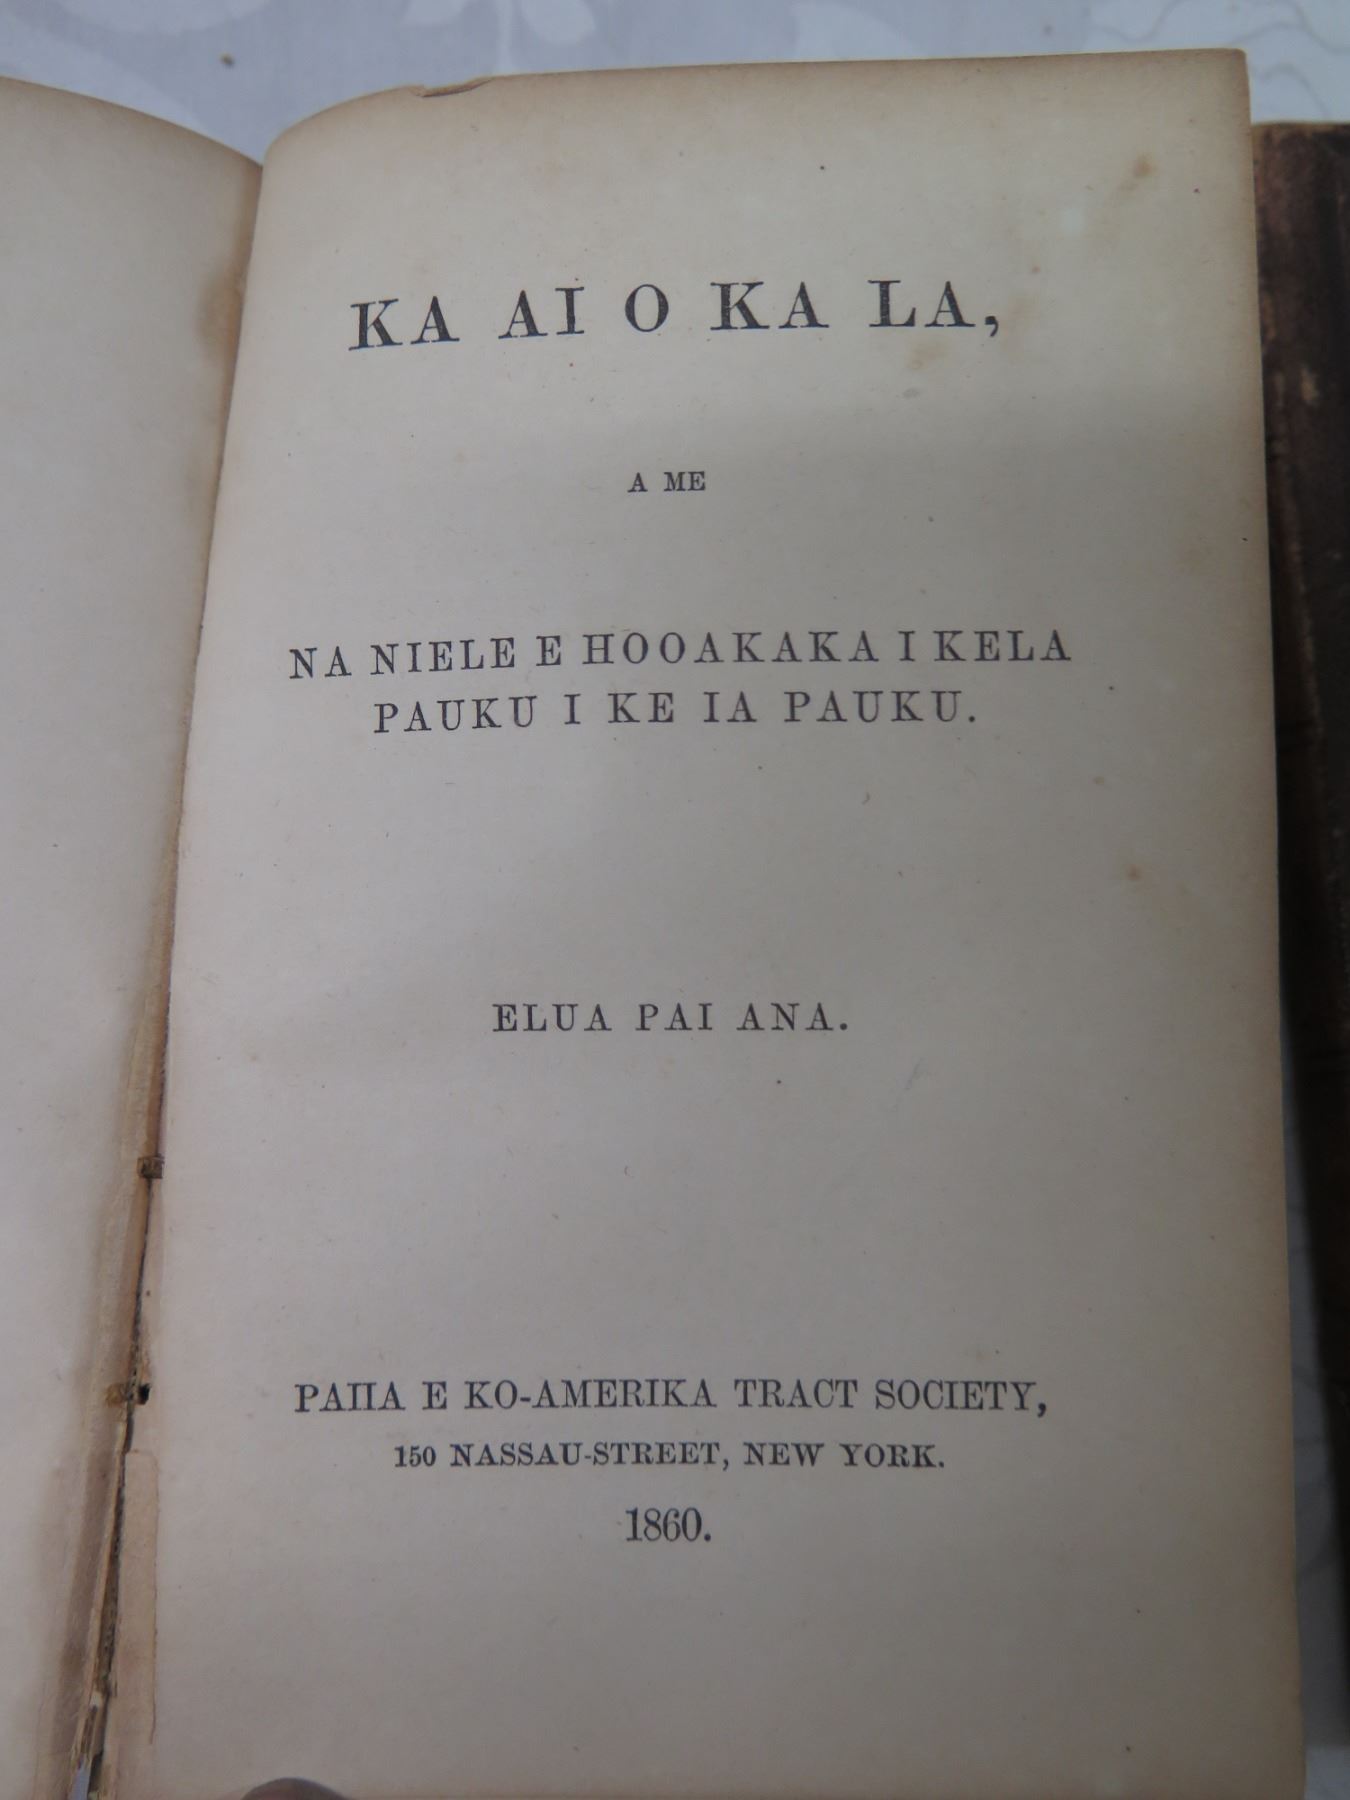 KA AI O KA LA,
A ME
NA NIELE E HOOAKAKA I KELA
PAUKU I KE IA PAUKU.
ELUA PAI ANA.
PAIIA E KO-AMERIKA TRACT SOCIETY,
150 NASSAU-STREET, NEW YORK.
1860.